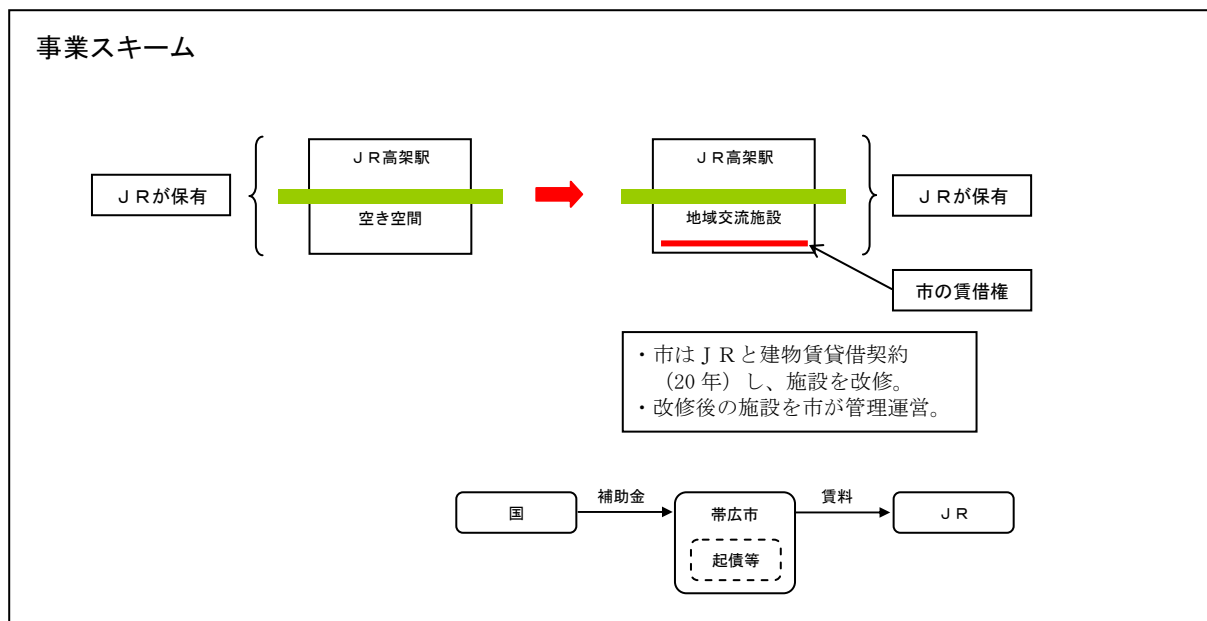 事業スキーム
ＪＲ高架駅
ＪＲ高架駅
ＪＲが保有
ＪＲが保有
空き空間
地域交流施設
市の賃借権
・市はＪＲと建物賃貸借契約
（20 年）し、施設を改修。
・改修後の施設を市が管理運営。
国
補助金
帯広市
賃料
ＪＲ
起債等